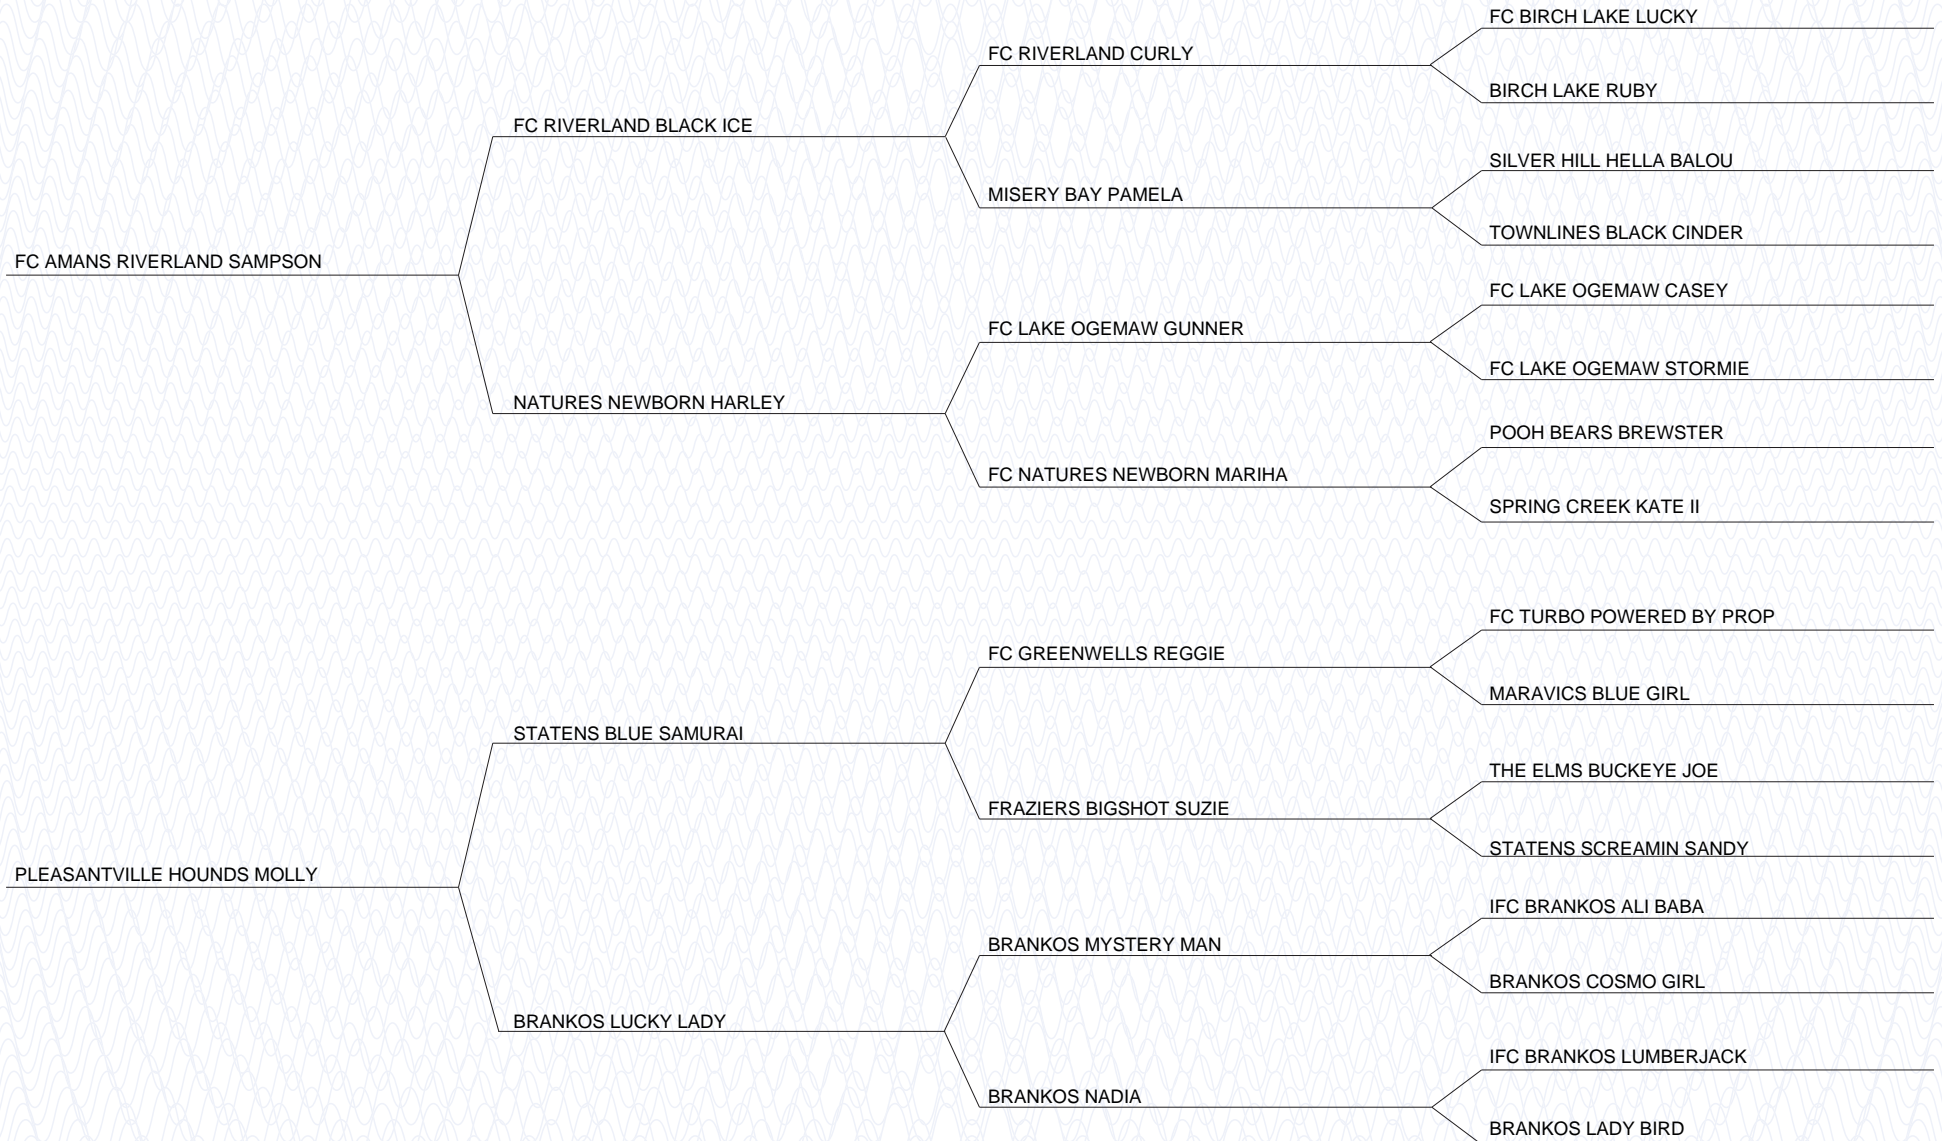 FC BIRCH LAKE LUCKY
FC RIVERLAND CURLY
BIRCH LAKE RUBY
FC RIVERLAND BLACK ICE
SILVER HILL HELLA BALOU
MISERY BAY PAMELA
TOWNLINES BLACK CINDER
FC AMANS RIVERLAND SAMPSON
FC LAKE OGEMAW CASEY
FC LAKE OGEMAW GUNNER
FC LAKE OGEMAW STORMIE
NATURES NEWBORN HARLEY
POOH BEARS BREWSTER
FC NATURES NEWBORN MARIHA
SPRING CREEK KATE II
FC TURBO POWERED BY PROP
FC GREENWELLS REGGIE
MARAVICS BLUE GIRL
STATENS BLUE SAMURAI
THE ELMS BUCKEYE JOE
FRAZIERS BIGSHOT SUZIE
STATENS SCREAMIN SANDY
PLEASANTVILLE HOUNDS MOLLY
IFC BRANKOS ALI BABA
BRANKOS MYSTERY MAN
BRANKOS COSMO GIRL
BRANKOS LUCKY LADY
IFC BRANKOS LUMBERJACK
BRANKOS NADIA
BRANKOS LADY BIRD